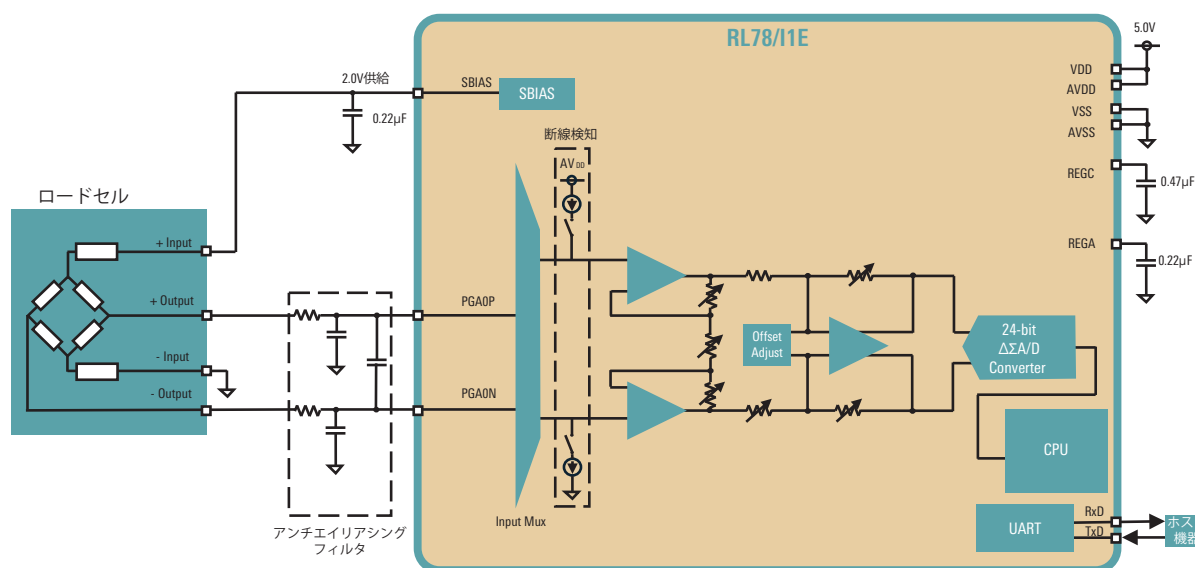 RL78/I1E
5.0V
2.0V供給
SBIAS
SBIAS
0.22µF
VDD
AVDD
VSS
AVSS
断線検知
AVDD
REGC
0.47µF
ロードセル
+ Input
REGA
0.22µF
+ Output
PGA0P
- Input
Offset
Adjust
24-bit
ΔΣA/D
Converter
- Output
PGA0N
CPU
アンチエイリアシング
フィルタ
Input Mux
UART
RxD
TxD
ホス
機器